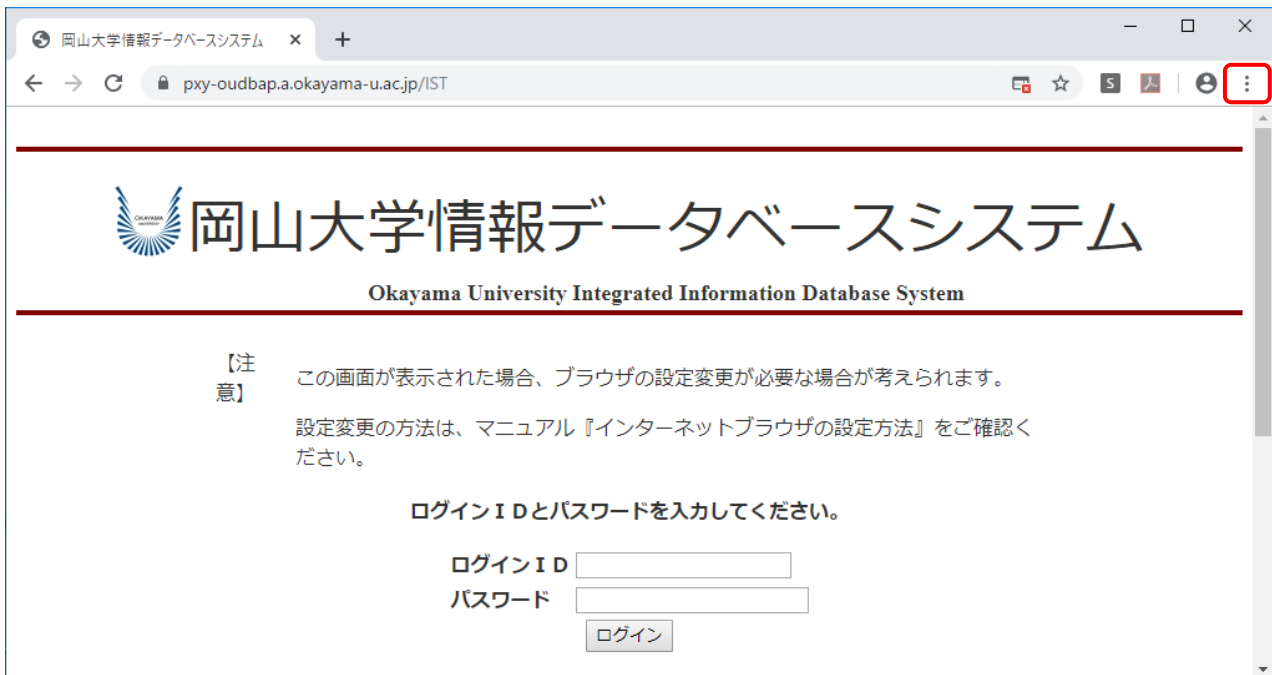 岡山大学情報データベースシステム
pxy-oudbap.a.okayama-u.ac.jp/IST
S
OKAYAMA
UNIVERSITY
岡山大学情報データベースシステム
Okayama University Integrated Information Database System
【注
意】
この画面が表示された場合、ブラウザの設定変更が必要な場合が考えられます。
設定変更の方法は、マニュアル『インターネットブラウザの設定方法』をご確認く
ださい。
ログインＩＤとパスワードを入力してください。
ログインＩＤ
パスワード
ログイン